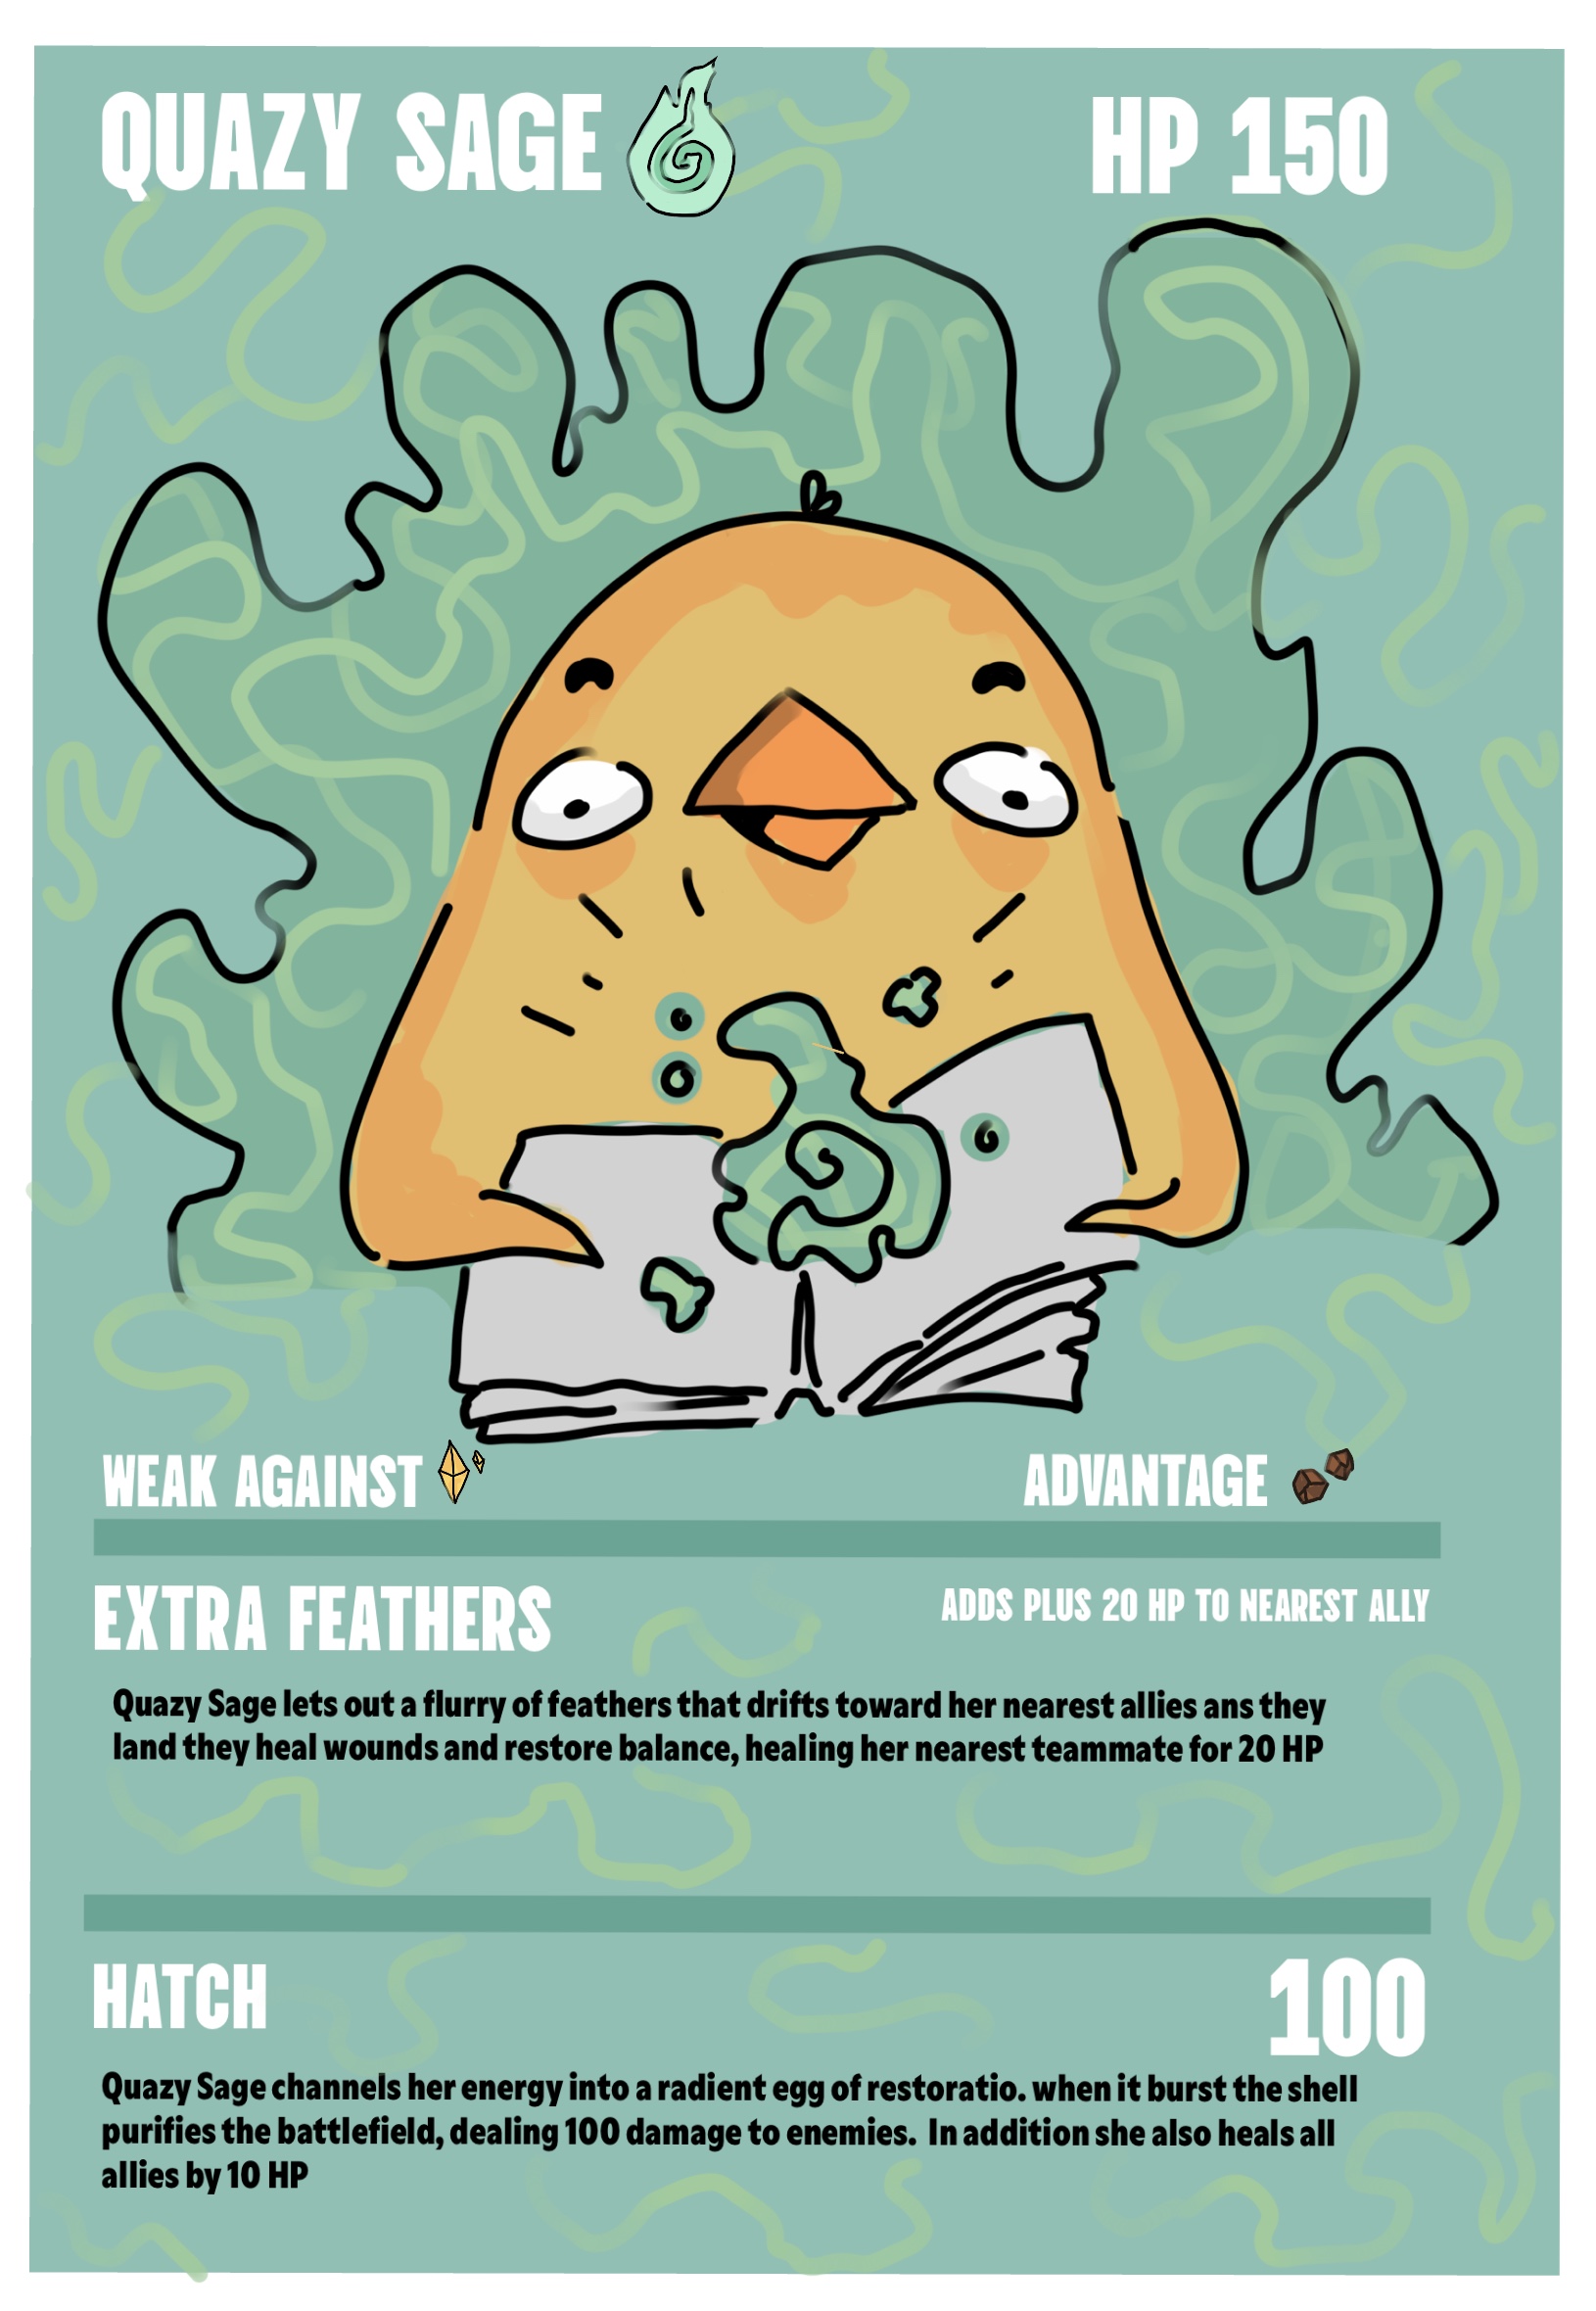 QUAZY SAGE
HP 150
WEAK AGAINST
ADVANTAGE
EXTRA FEATHERS
ADDS PLUS 20 HP TO NEAREST ALLY
Quazy Sage lets out a flurry of feathers that drifts toward her nearest allies ans they
land they heal wounds and restore balance, healing her nearest teammate for 20 HP
HATCH
100
Quazy Sage channels her energy into a radient egg of restoratio. when it burst the shell
purifies the battlefield, dealing 100 damage to enemies. In addition she also heals all
allies by 10 HP